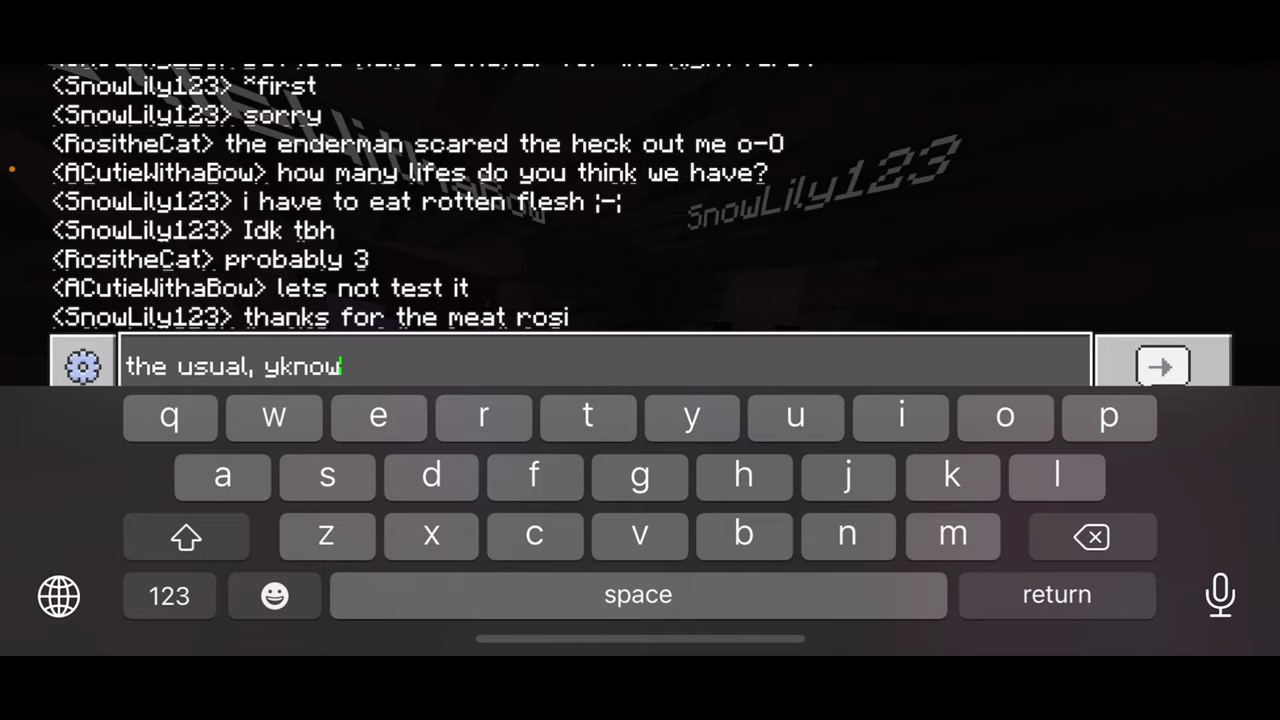 <SnowLily123> *first
<SnowLily123> sorry
<RositheCat> the enderman scared the heck out me o-O
<ACutieWithaBow> how many lifes do you think we have?
<SnowLily123> i have to eat rotten flesh ;-;
<SnowLily123> Idk tbh
<RositheCat> probably 3
<ACutieWithaBow> lets not test it
<SnowLily123> thanks for the meat rosi
SnowLily123
the usual, yknow
q w e r t y u i o p
a s d f g h j k l
z x c v b n m
123 space return